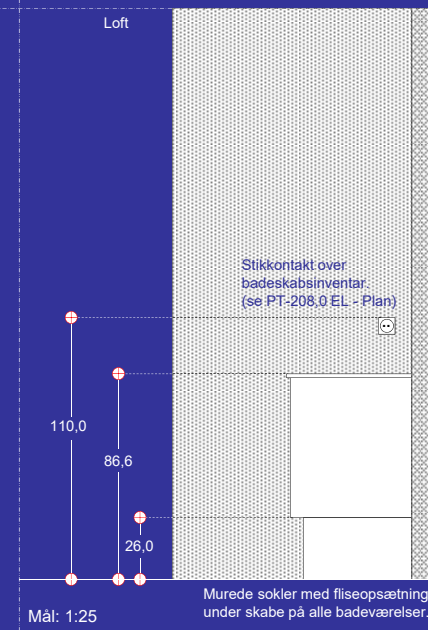 Loft
Stikkontakt over
badeskabsinventar.
(se PT-208,0 EL - Plan)
110,0
86,6
26,0
Murede sokler med fliseopsætning
under skabe på alle badeværelser.
Mål: 1:25